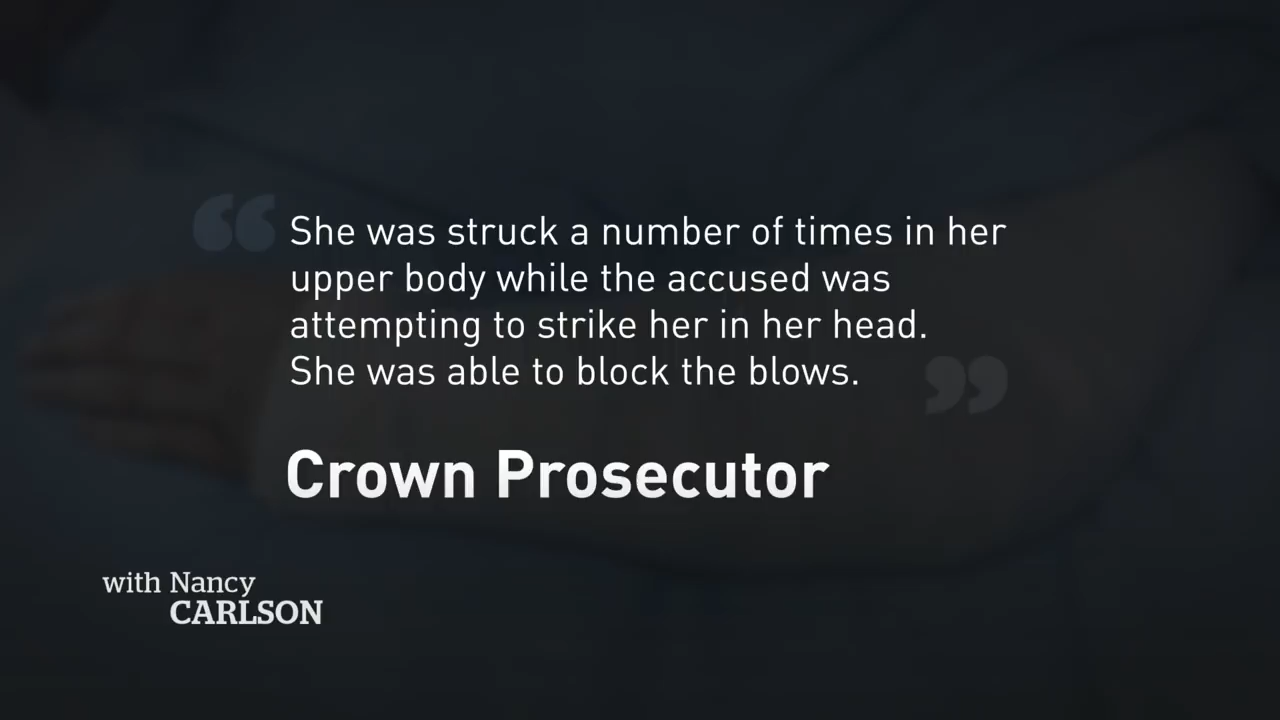 “She was struck a number of times in her
upper body while the accused was
attempting to strike her in her head.
She was able to block the blows.”
Crown Prosecutor
with Nancy
CARLSON